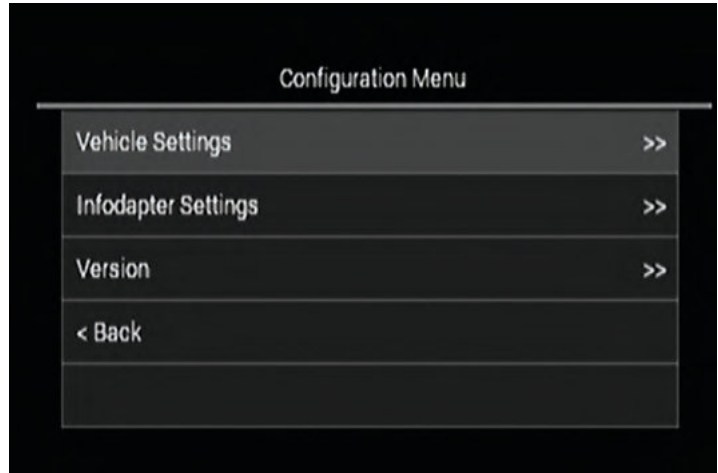 Configuration Menu
Vehicle Settings >>
Infodapter Settings >>
Version >>
< Back